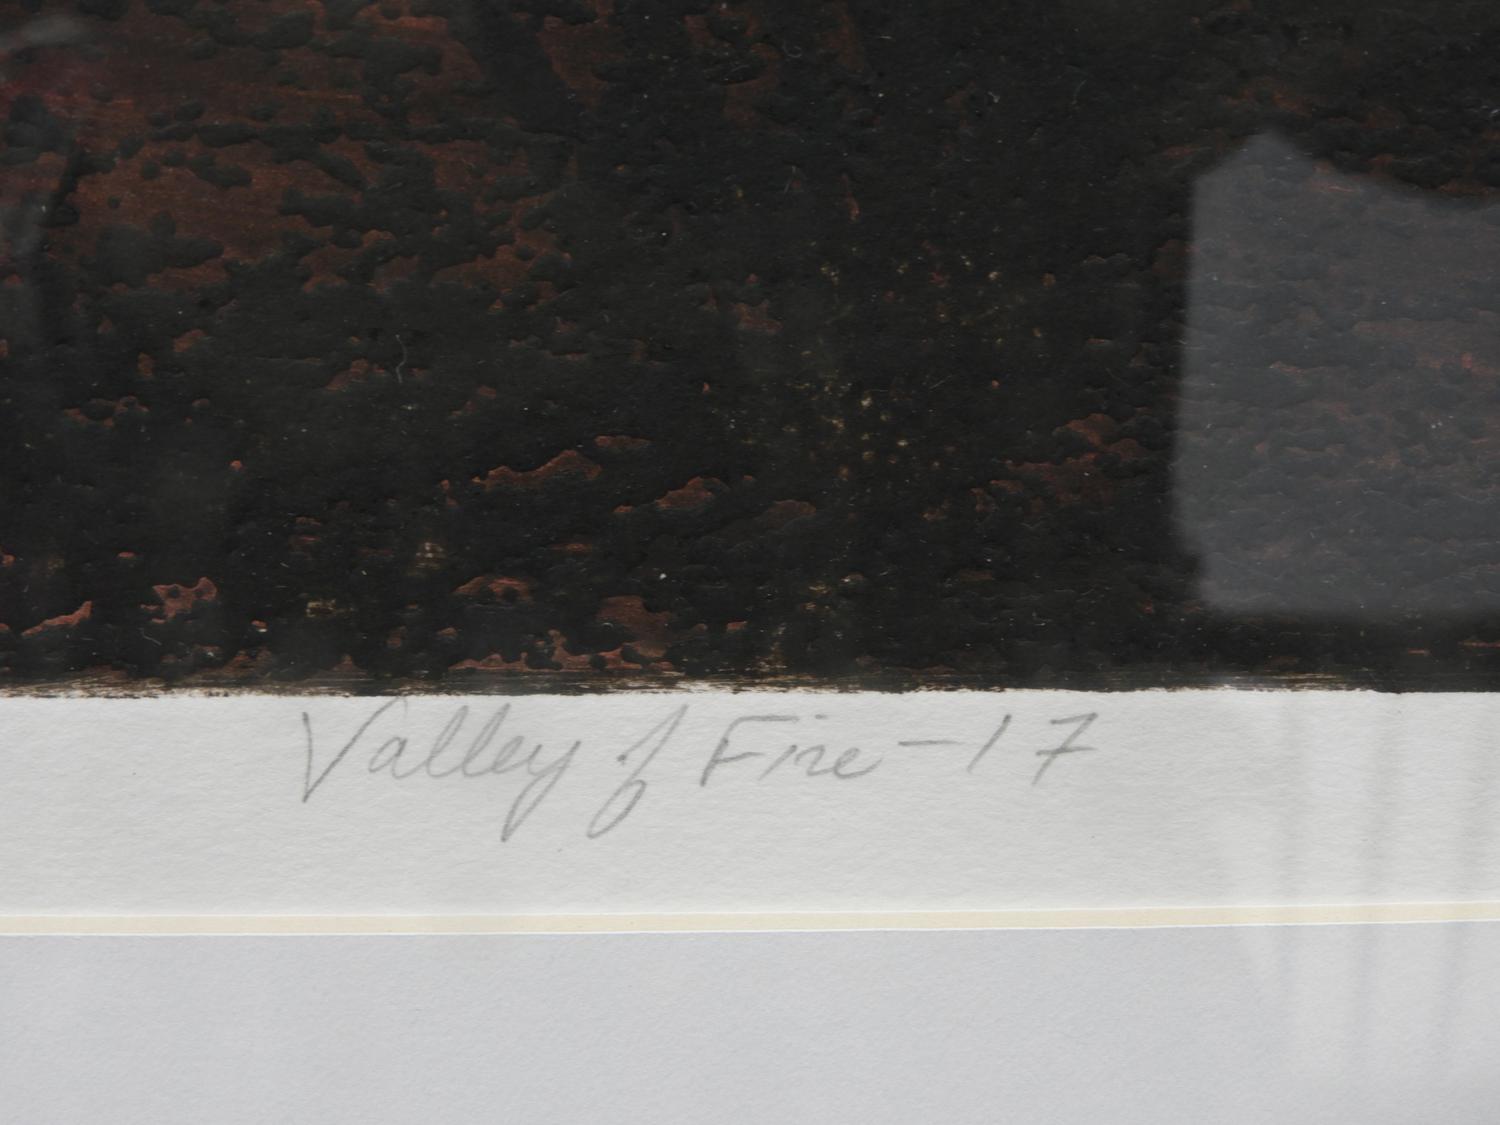 Valley of Fire - 17